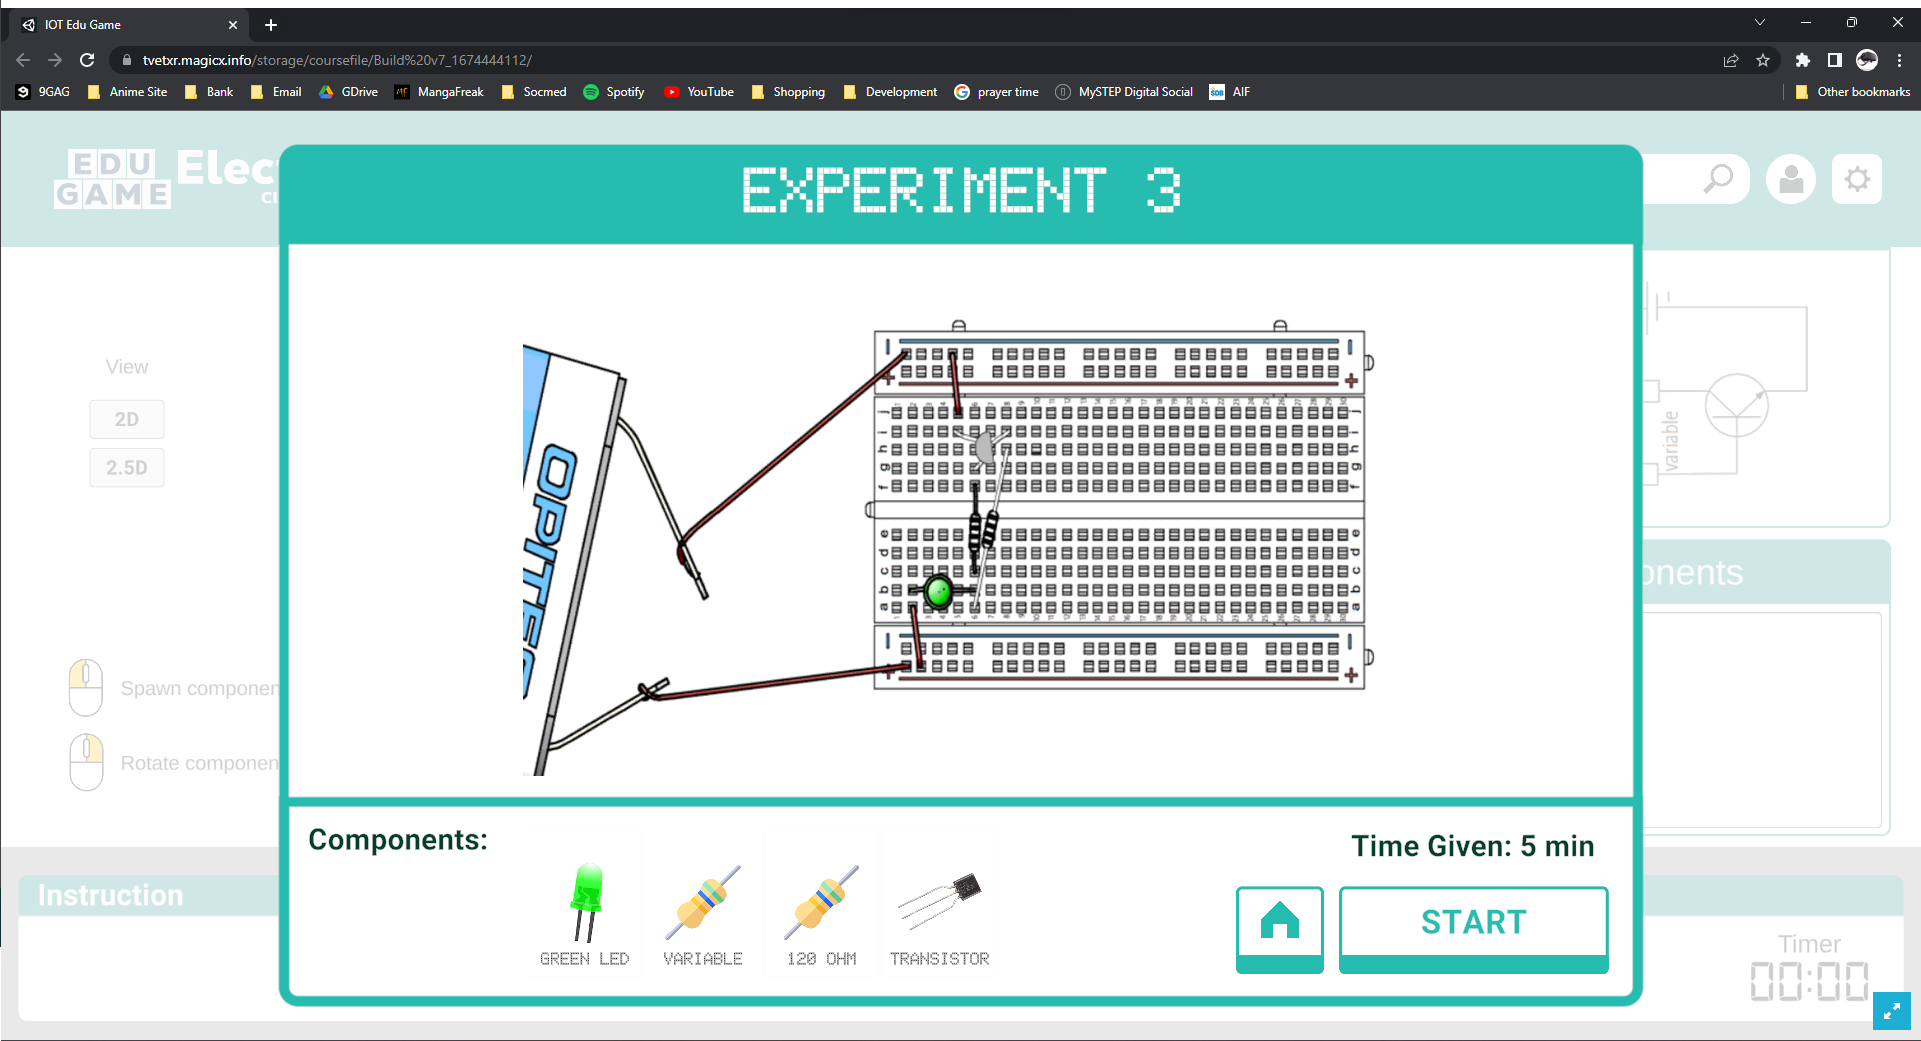 IOT Edu Game
tvetxr.magicx.info/storage/coursefile/Build%20v7_1674444112/
9GAG
Anime Site
Bank
Email
GDrive
MangaFreak
Socmed
Spotify
YouTube
Shopping
Development
prayer time
MySTEP Digital Social
AIF
Other bookmarks
EDU
GAME
Elec
CI
EXPERIMENT 3
View
2D
2.5D
Spawn componen
Rotate componen
OPITEC
variable
onents
Components:
GREEN LED
VARIABLE
120 OHM
TRANSISTOR
Time Given: 5 min
START
Instruction
Timer
00:00